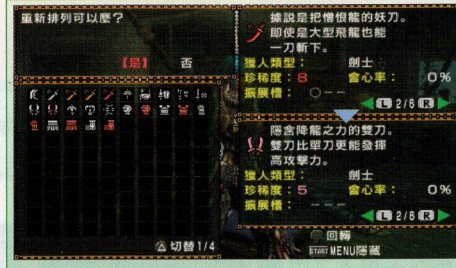 重新排列可以麼？
【是】 否
切替1/4
據說是把憎恨龍的妖刀。
即使是大型飛龍也能
一刀斬下。
獵人類型： 劍士
珍稀度：8 會心率： 0%
擴展槽： ○--
L 2/6 R
隱含降龍之力的雙刀。
雙刀比單刀更能發揮
高攻擊力。
獵人類型： 劍士
珍稀度：5 會心率： 0%
擴展槽： ---
L 2/6 R
回轉
START MENU隱藏